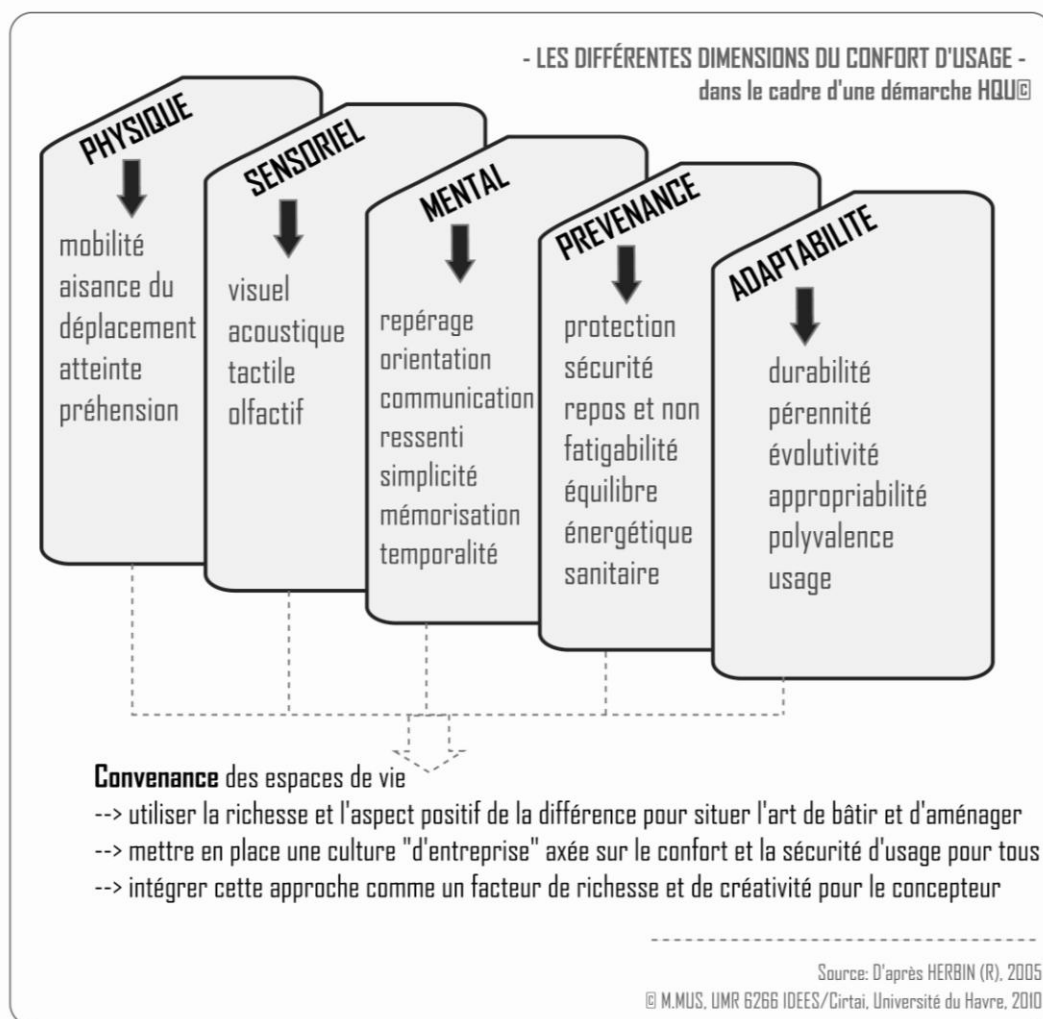 - LES DIFFÉRENTES DIMENSIONS DU CONFORT D'USAGE -
dans le cadre d'une démarche HQU©
PHYSIQUE
mobilité
aisance du
déplacement
atteinte
préhension
SENSORIEL
visuel
acoustique
tactile
olfactif
MENTAL
repérage
orientation
communication
ressenti
simplicité
mémorisation
temporalité
PREVENANCE
protection
sécurité
repos et non
fatigabilité
équilibre
énergétique
sanitaire
ADAPTABILITE
durabilité
pérennité
évolutivité
appropriabilité
polyvalence
usage
Convenance des espaces de vie
--> utiliser la richesse et l'aspect positif de la différence pour situer l'art de bâtir et d'aménager
--> mettre en place une culture "d'entreprise" axée sur le confort et la sécurité d'usage pour tous
--> intégrer cette approche comme un facteur de richesse et de créativité pour le concepteur
Source: D'après HERBIN (R), 2005
© M.MUS, UMR 6266 IDEES/Cirtai, Université du Havre, 2010